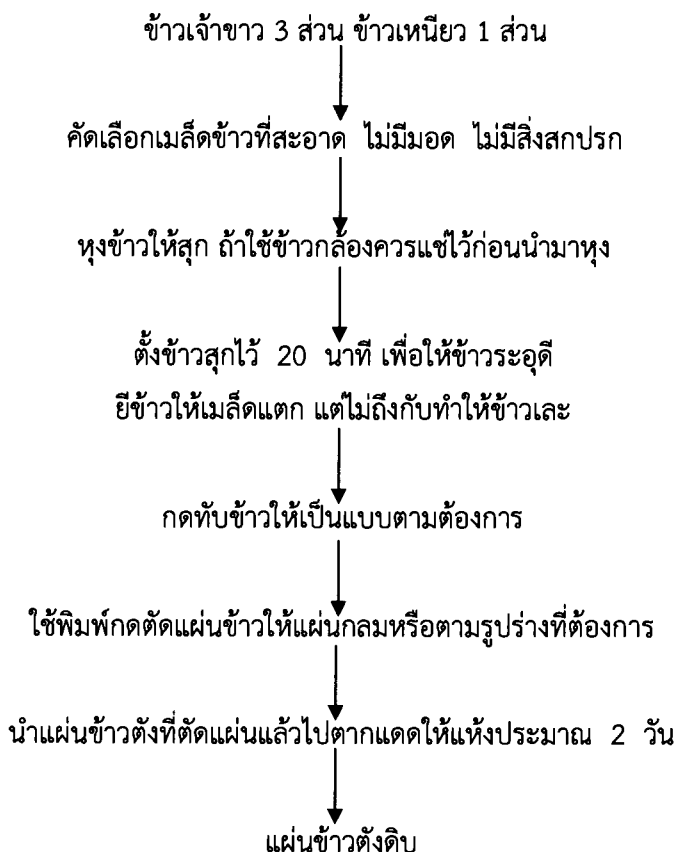 ข้าวเจ้าขาว 3 ส่วน ข้าวเหนียว 1 ส่วน
คัดเลือกเมล็ดข้าวที่สะอาด ไม่มีมอด ไม่มีสิ่งสกปรก
หุงข้าวให้สุก ถ้าใช้ข้าวกล้องควรแช่ไว้ก่อนนำมาหุง
ตั้งข้าวสุกไว้ 20 นาที เพื่อให้ข้าวระอุดี
ยีข้าวให้เมล็ดแตก แต่ไม่ถึงกับทำให้ข้าวเละ
กดทับข้าวให้เป็นแบบตามต้องการ
ใช้พิมพ์กดตัดแผ่นข้าวให้แผ่นกลมหรือตามรูปร่างที่ต้องการ
นำแผ่นข้าวตังที่ตัดแผ่นแล้วไปตากแดดให้แห้งประมาณ 2 วัน
แผ่นข้าวตังดิบ